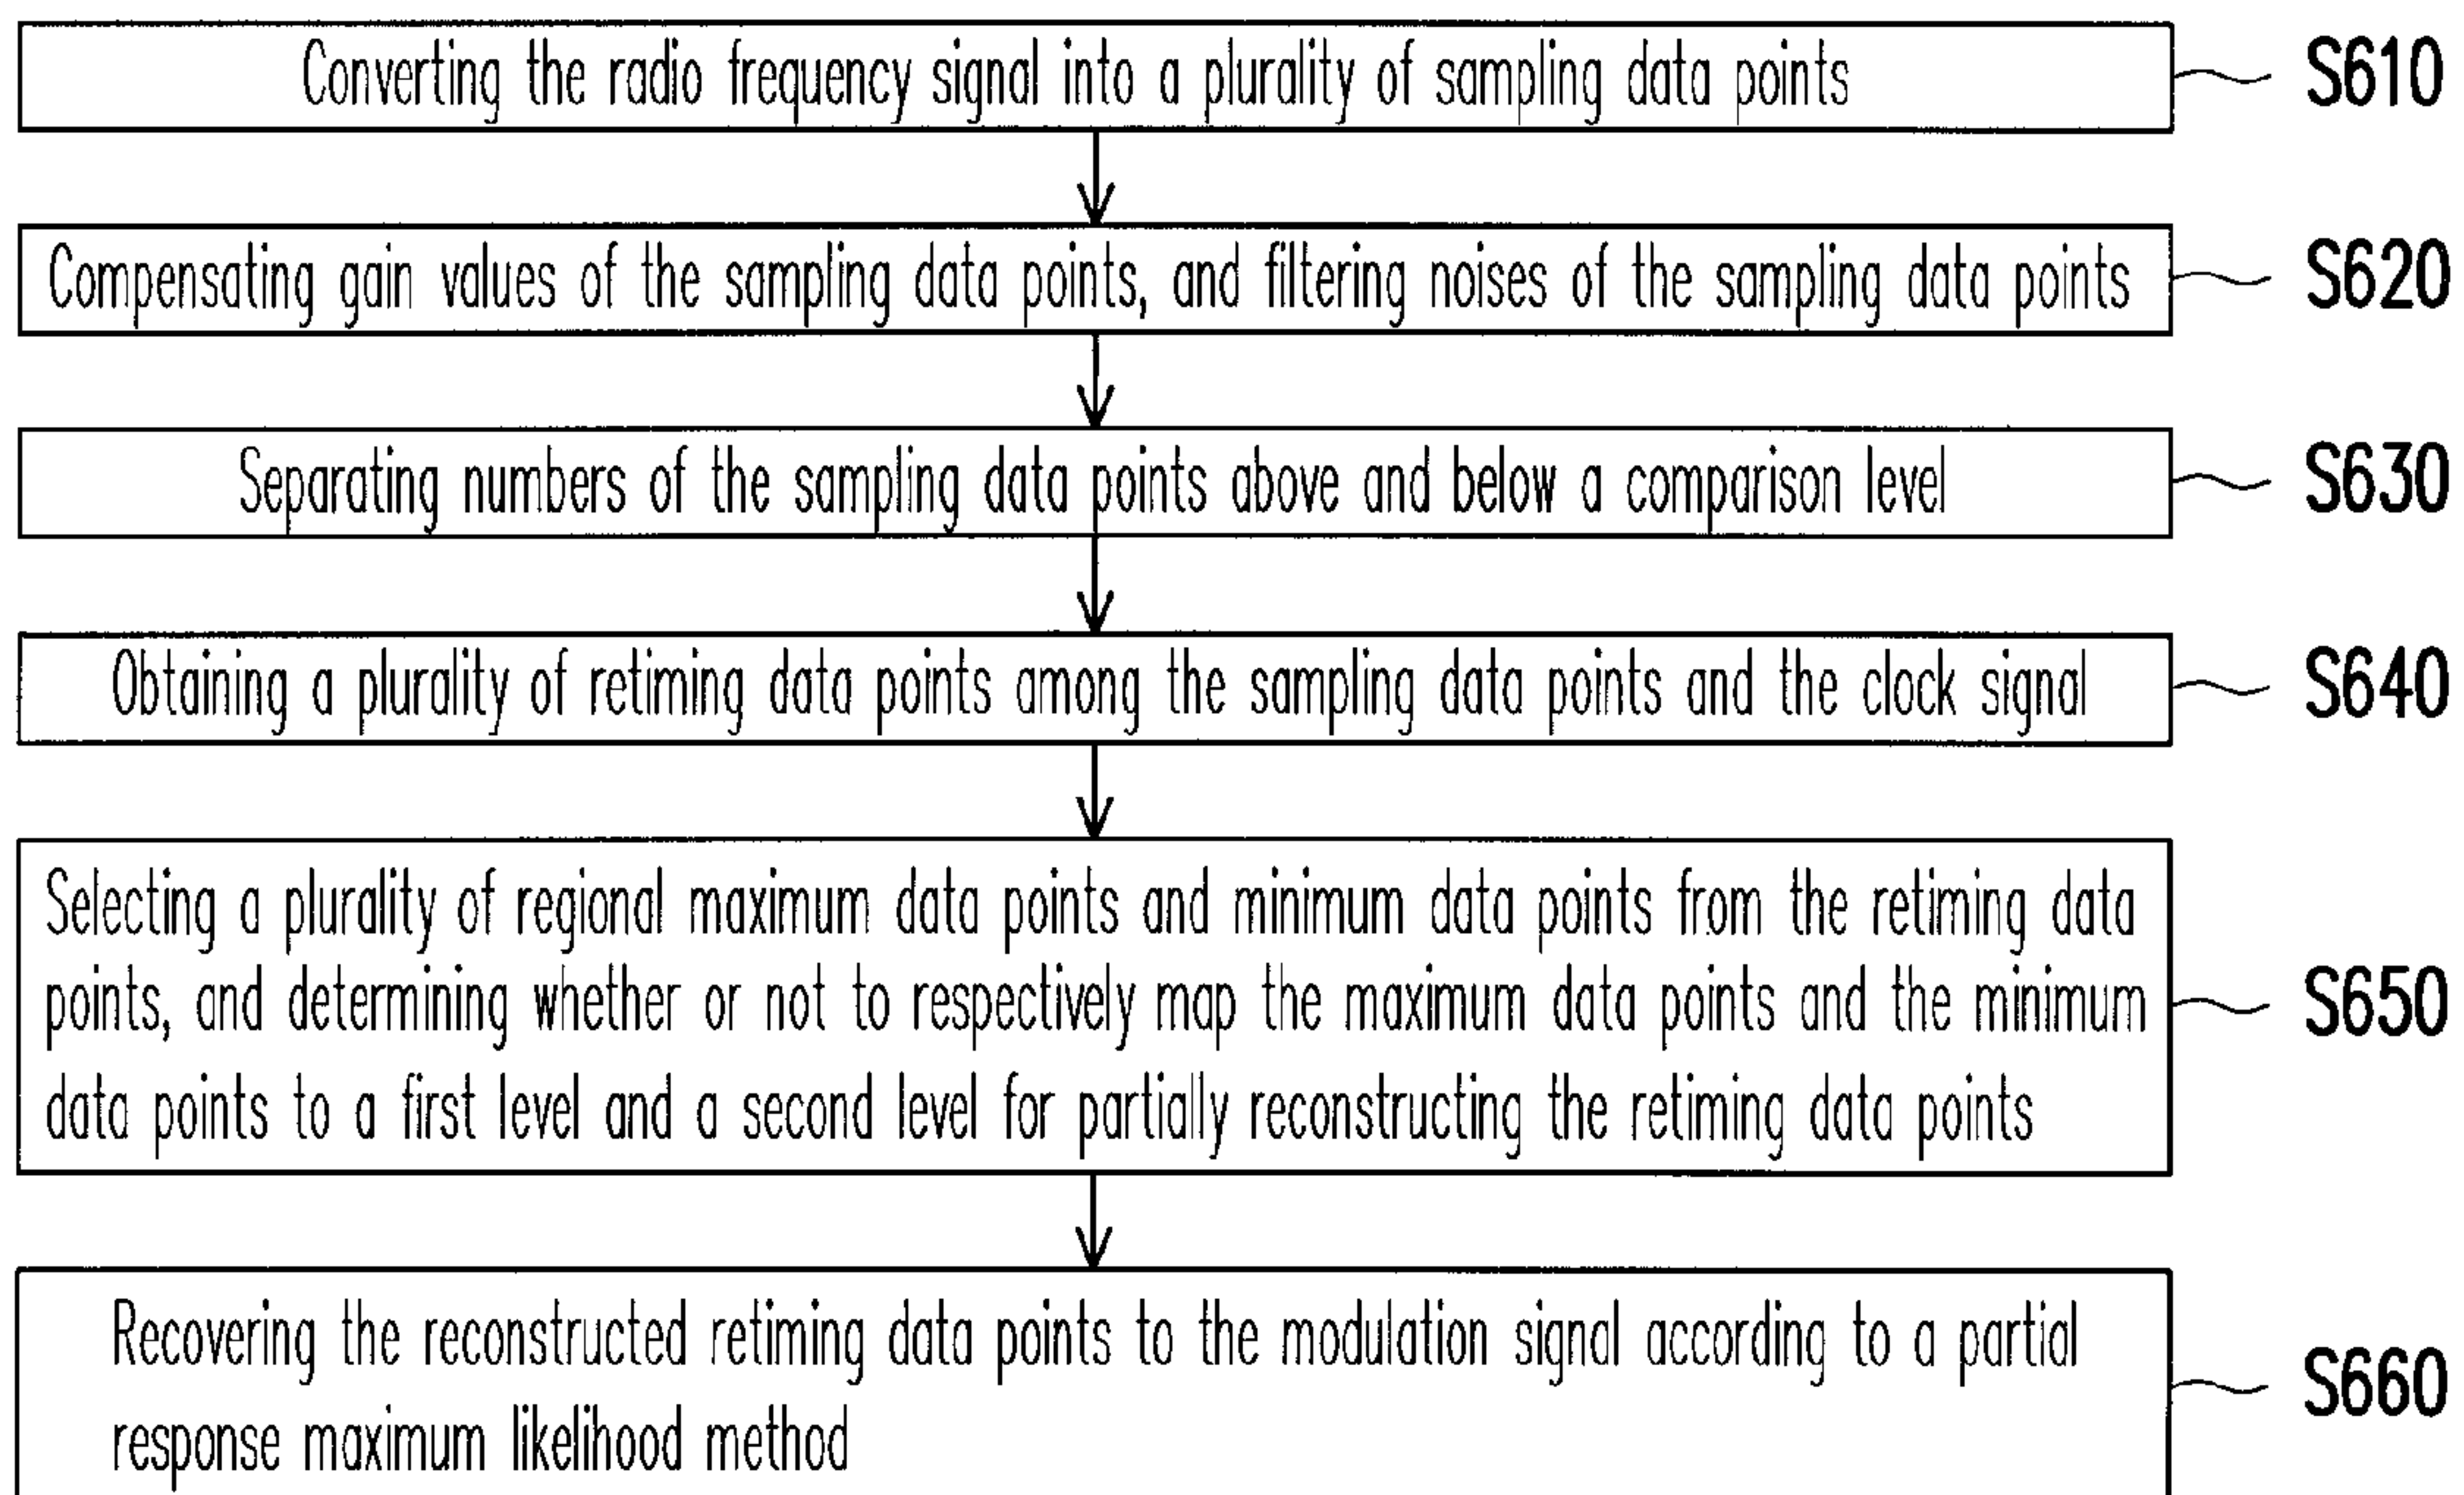 Converting the radio frequency signal into a plurality of sampling data points
S610
Compensating gain values of the sampling data points, and filtering noises of the sampling data points
S620
Separating numbers of the sampling data points above and below a comparison level
S630
Obtaining a plurality of retiming data points among the sampling data points and the clock signal
S640
Selecting a plurality of regional maximum data points and minimum data points from the retiming data
points, and determining whether or not to respectively map the maximum data points and the minimum
data points to a first level and a second level for partially reconstructing the retiming data points
S650
Recovering the reconstructed retiming data points to the modulation signal according to a partial
response maximum likelihood method
S660